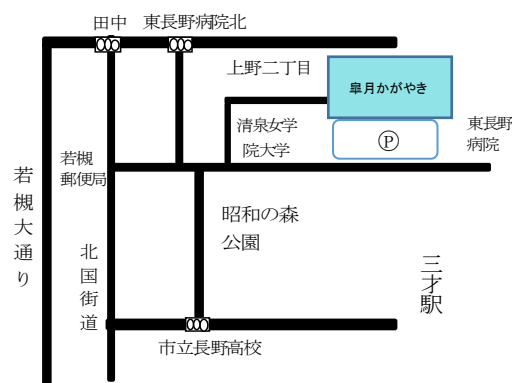 田中
東長野病院北
上野二丁目
皐月かがやき
清泉女学
院大学
Ⓟ
東長野
病院
若槻
郵便局
若槻大通り
昭和の森
公園
北国街道
三才駅
市立長野高校